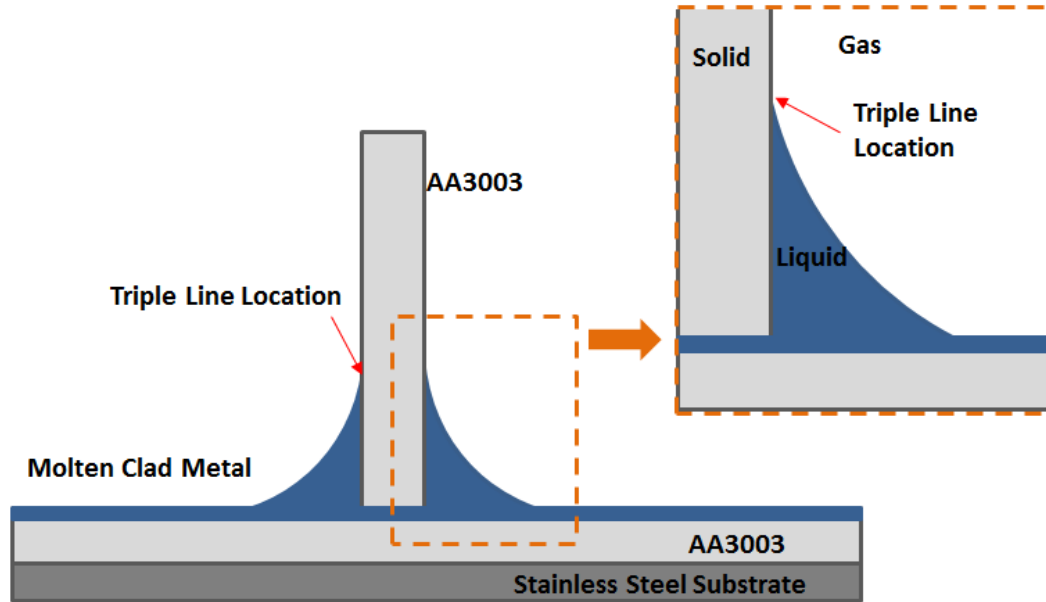 Solid
Gas
Triple Line
Location
Liquid
AA3003
Triple Line Location
Molten Clad Metal
AA3003
Stainless Steel Substrate